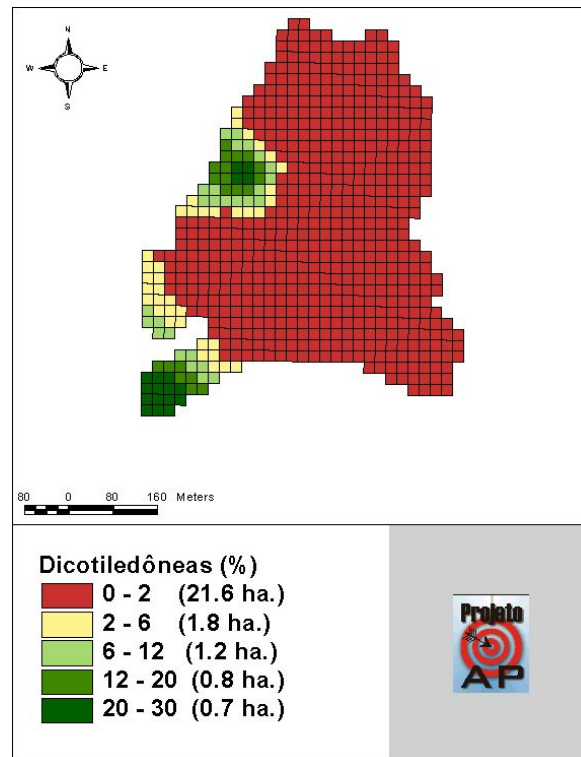 N
W E
S
80 0 80 160 Meters
Dicotiledôneas (%)
0 - 2 (21.6 ha.)
2 - 6 (1.8 ha.)
6 - 12 (1.2 ha.)
12 - 20 (0.8 ha.)
20 - 30 (0.7 ha.)
Projeto
AP